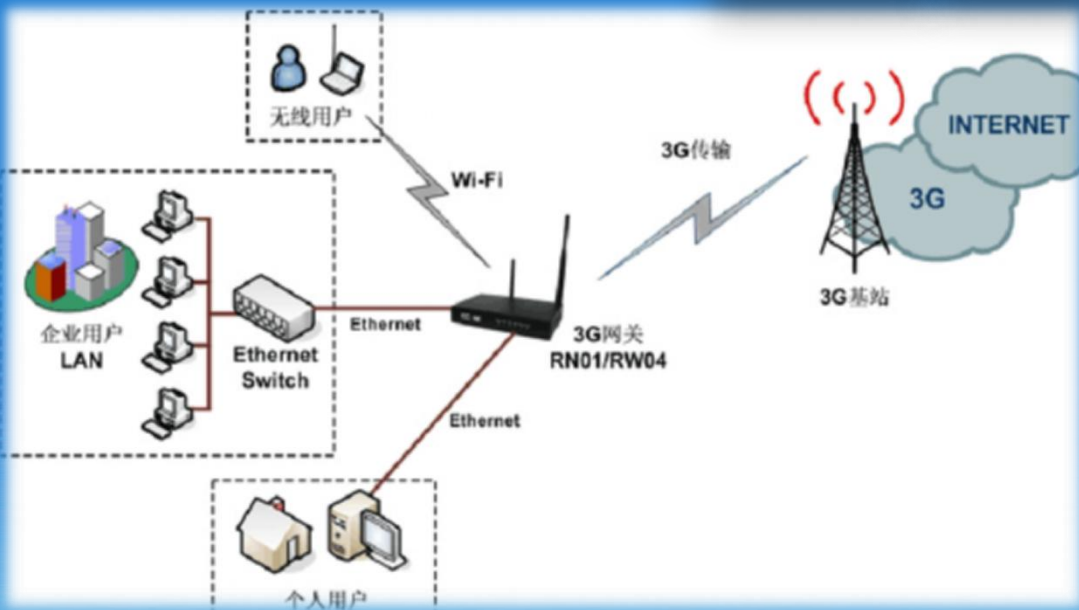 无线用户
Wi-Fi
3G传输
INTERNET
3G
3G基站
企业用户
LAN
Ethernet
Switch
Ethernet
3G网关
RN01/RW04
Ethernet
个人用户